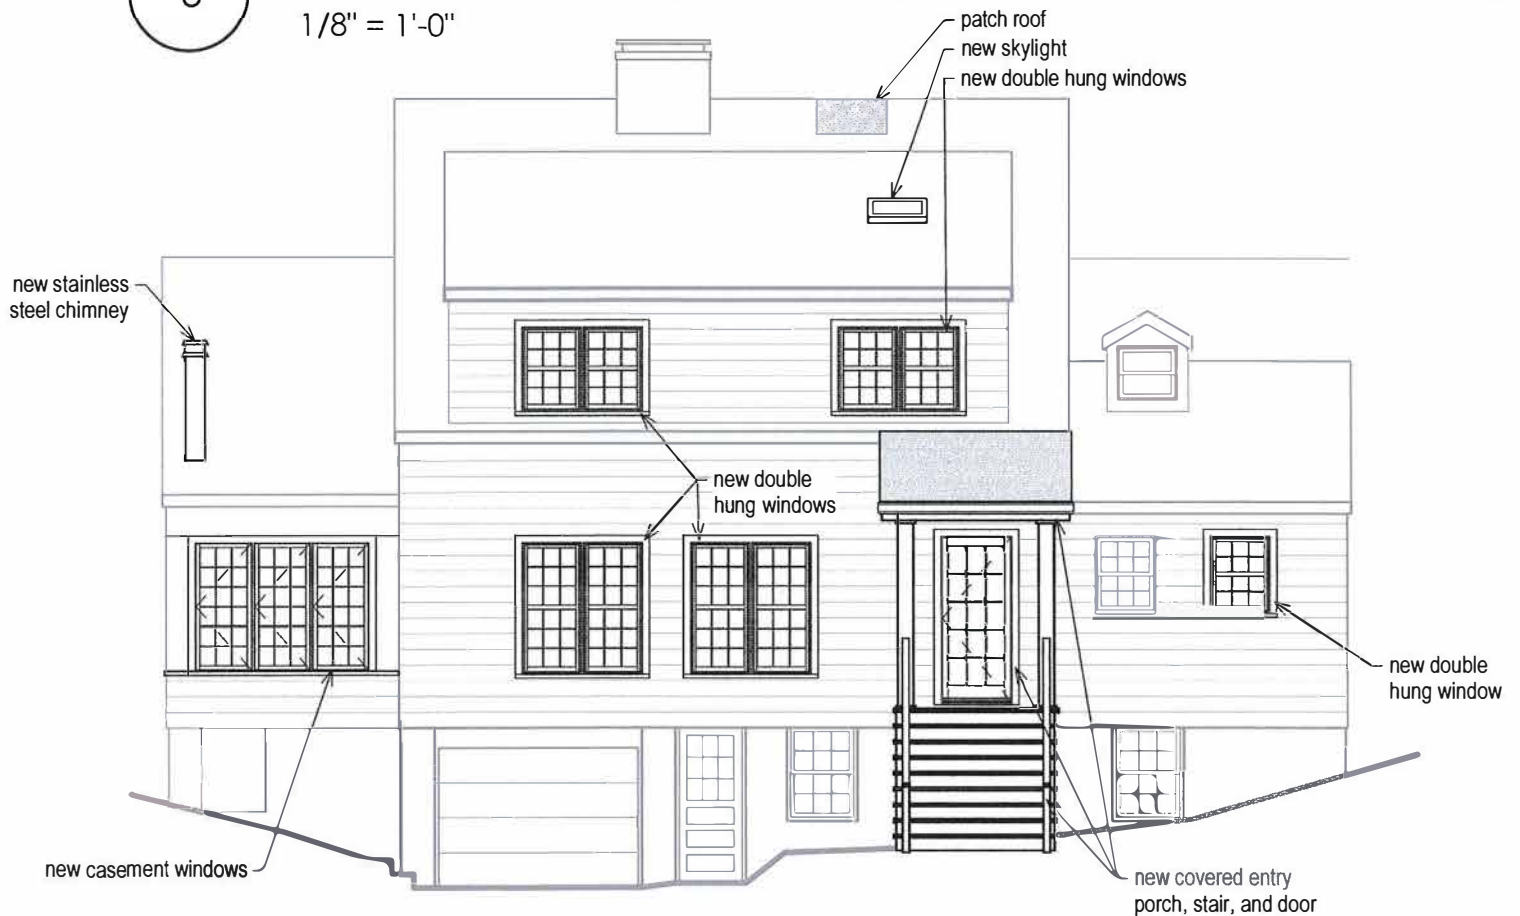 1/8" = 1'-0"
patch roof
new skylight
new double hung windows
new stainless
steel chimney
new double
hung windows
new double
hung window
new casement windows
new covered entry
porch, stair, and door